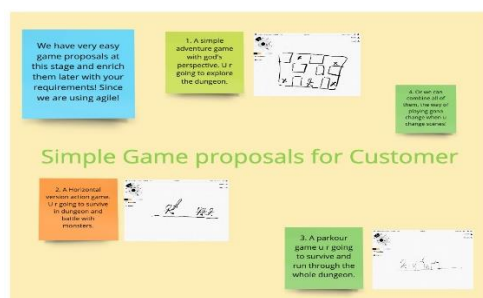 We have very easy
game proposals at
this stage and enrich
them later with your
requirements! Since
we are using agile!
1. A simple
adventure game
with god's
perspective. U r
going to explore
the dungeon.
4. Or we can
combine all of
them, the way of
playing
change when u
change scenes!
Simple Game proposals for Customer
2. A Horizontal
version action game.
U r going to survive
in dungeon and
battle with
monsters.
3. A parkour
game u r going
to survive and
run through the
whole dungeon.